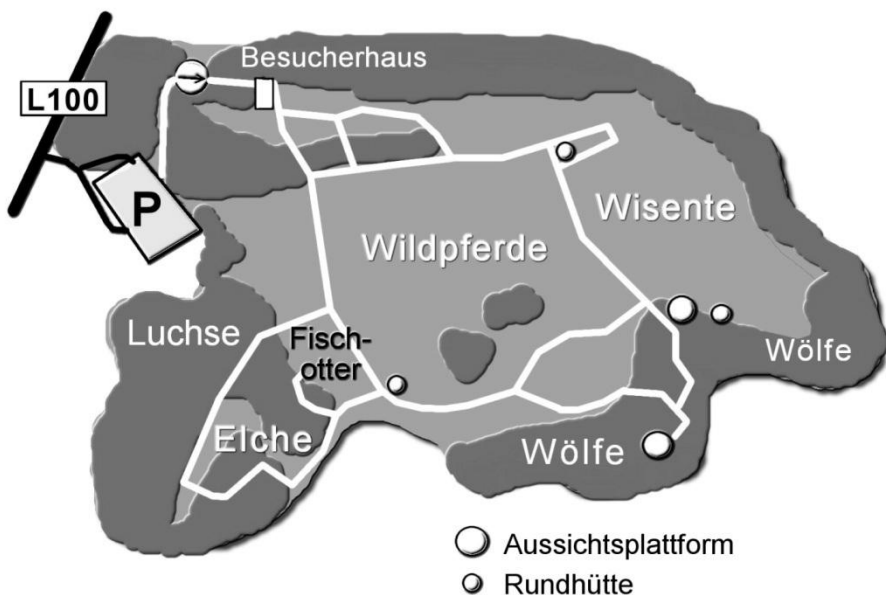 Besucherhaus
L100
P
Wisente
Wildpferde
Luchse
Fisch-
otter
Wölfe
Elche
Wölfe
Aussichtsplattform
Rundhütte